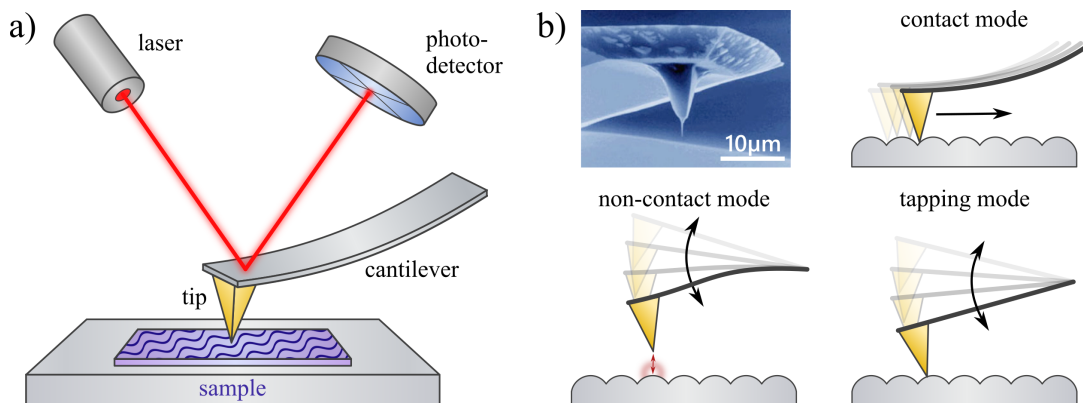 a)
laser
photo-
detector
cantilever
tip
sample
b)
10μm
contact mode
non-contact mode
tapping mode